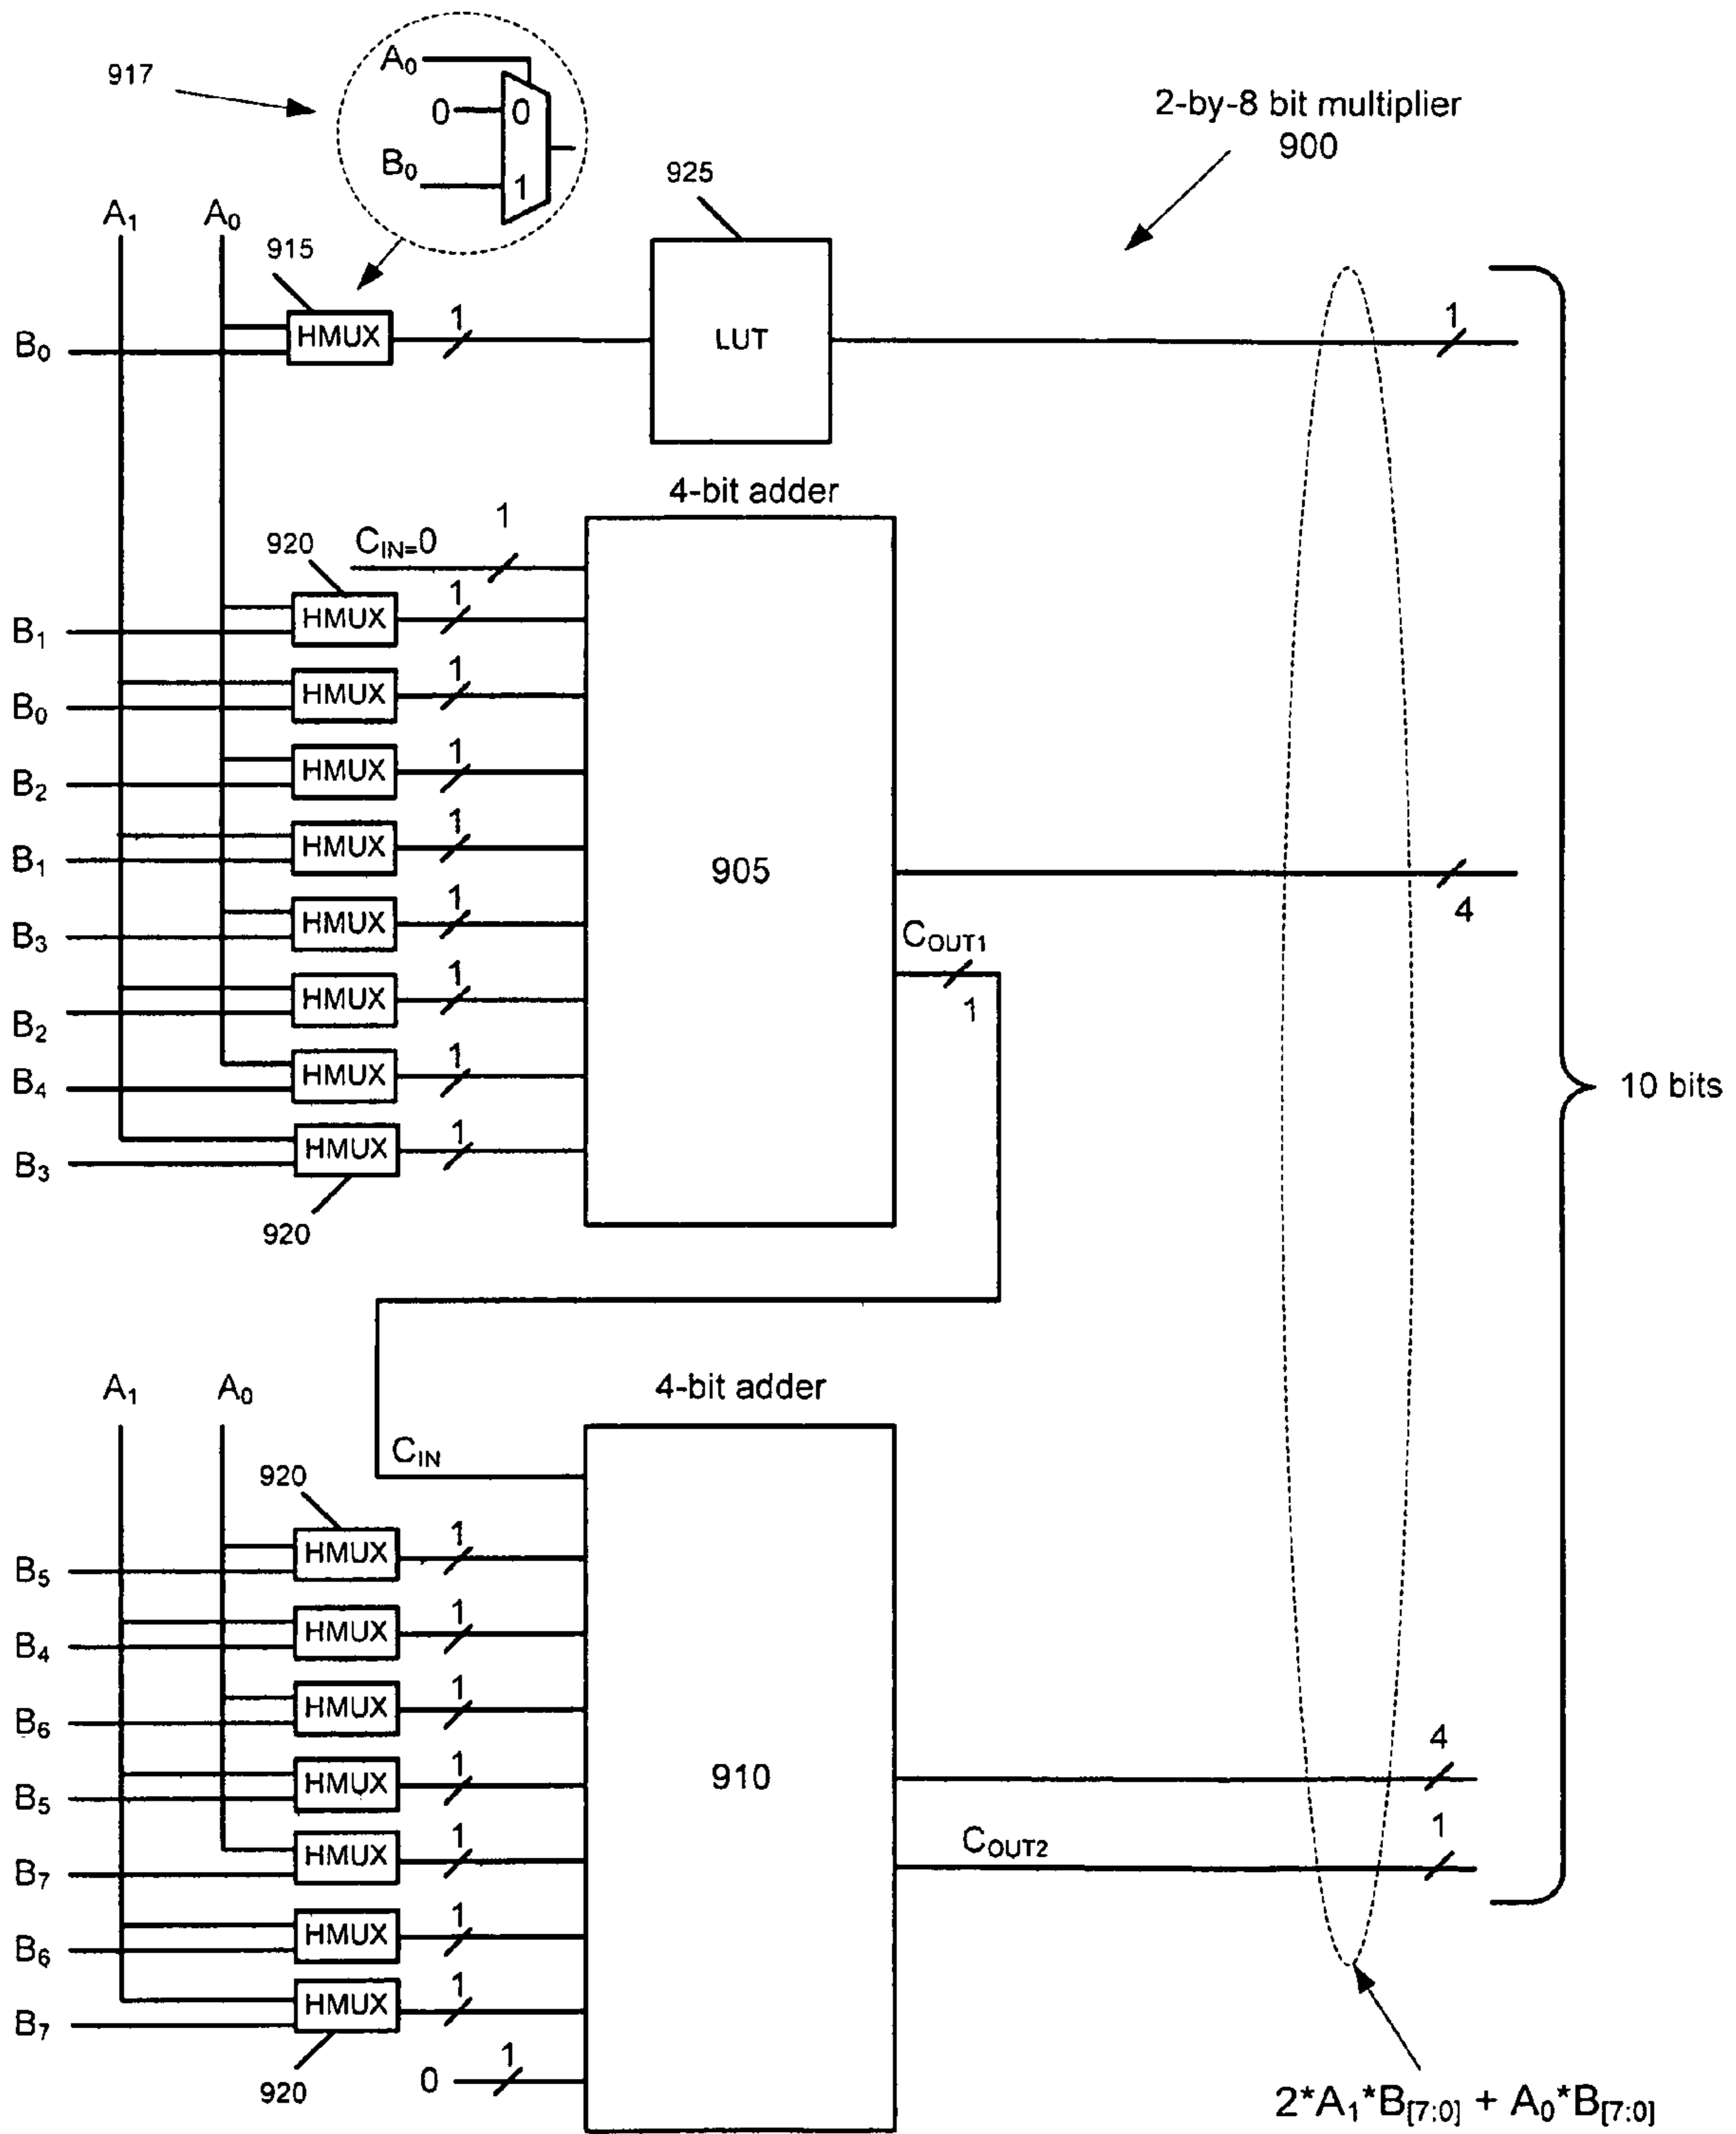 917
A₀
0
0
B₀
1
2-by-8 bit multiplier
900
925
A₁
A₀
915
B₀
HMUX
1
LUT
1
4-bit adder
C_IN=0
1
920
B₁
HMUX
1
B₀
HMUX
1
B₂
HMUX
1
B₁
HMUX
1
905
4
B₃
HMUX
1
C_OUT1
1
B₂
HMUX
1
B₄
HMUX
1
10 bits
B₃
HMUX
1
920
A₁
A₀
4-bit adder
C_IN
920
B₅
HMUX
1
B₄
HMUX
1
B₆
HMUX
1
B₅
HMUX
1
910
4
B₇
HMUX
1
C_OUT2
1
B₆
HMUX
1
B₇
HMUX
1
920
0
1
2*A₁*B[7:0] + A₀*B[7:0]